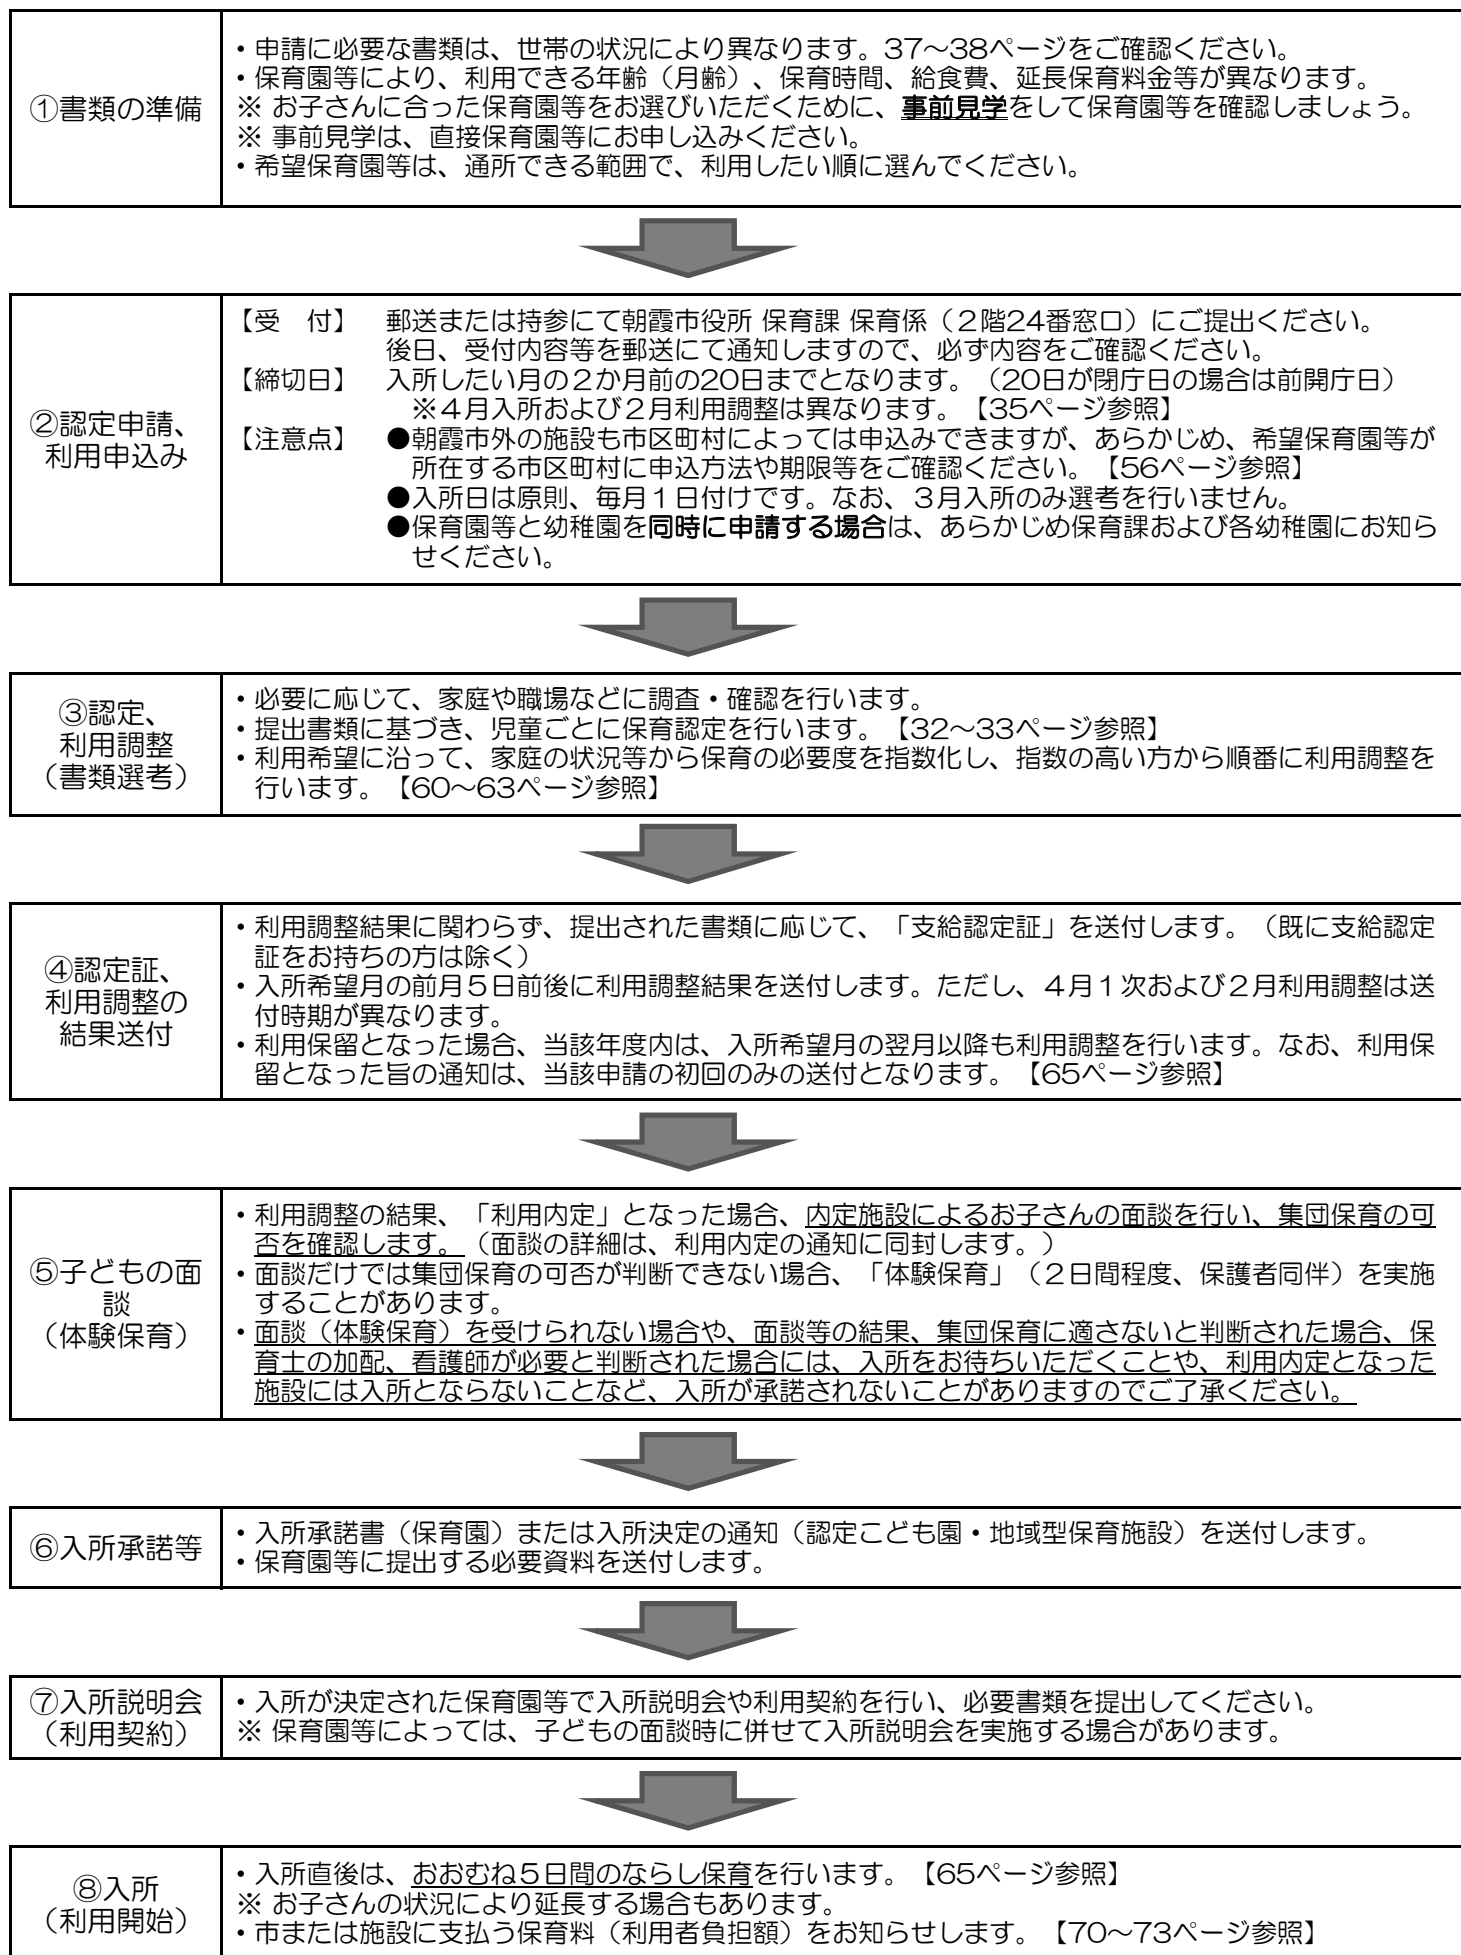 ①書類の準備
・申請に必要な書類は、世帯の状況により異なります。37～38ページをご確認ください。
・保育園等により、利用できる年齢（月齢）、保育時間、給食費、延長保育料金等が異なります。
※ お子さんに合った保育園等をお選びいただくために、事前見学をして保育園等を確認しましょう。
※ 事前見学は、直接保育園等にお申し込みください。
・希望保育園等は、通所できる範囲で、利用したい順に選んでください。
②認定申請、
利用申込み
【受　付】　郵送または持参にて朝霞市役所 保育課 保育係（２階24番窓口）にご提出ください。
後日、受付内容等を郵送にて通知しますので、必ず内容をご確認ください。
【締切日】　入所したい月の２か月前の20日までとなります。（20日が閉庁日の場合は前開庁日）
※４月入所および２月利用調整は異なります。【35ページ参照】
【注意点】　●朝霞市外の施設も市区町村によっては申込みできますが、あらかじめ、希望保育園等が
所在する市区町村に申込方法や期限等をご確認ください。【56ページ参照】
●入所日は原則、毎月１日付けです。なお、３月入所のみ選考を行いません。
●保育園等と幼稚園を同時に申請する場合は、あらかじめ保育課および各幼稚園にお知ら
せください。
③認定、
利用調整
（書類選考）
・必要に応じて、家庭や職場などに調査・確認を行います。
・提出書類に基づき、児童ごとに保育認定を行います。【32～33ページ参照】
・利用希望に沿って、家庭の状況等から保育の必要度を指数化し、指数の高い方から順番に利用調整を
行います。【60～63ページ参照】
④認定証、
利用調整の
結果送付
・利用調整結果に関わらず、提出された書類に応じて、「支給認定証」を送付します。（既に支給認定
証をお持ちの方は除く）
・入所希望月の前月５日前後に利用調整結果を送付します。ただし、４月１次および２月利用調整は送
付時期が異なります。
・利用保留となった場合、当該年度内は、入所希望月の翌月以降も利用調整を行います。なお、利用保
留となった旨の通知は、当該申請の初回のみの送付となります。【65ページ参照】
⑤子どもの面
談
（体験保育）
・利用調整の結果、「利用内定」となった場合、内定施設によるお子さんの面談を行い、集団保育の可
否を確認します。（面談の詳細は、利用内定の通知に同封します。）
・面談だけでは集団保育の可否が判断できない場合、「体験保育」（２日間程度、保護者同伴）を実施
することがあります。
・面談（体験保育）を受けられない場合や、面談等の結果、集団保育に適さないと判断された場合、保
育士の加配、看護師が必要と判断された場合には、入所をお待ちいただくことや、利用内定となった
施設には入所とならないことなど、入所が承諾されないことがありますのでご了承ください。
⑥入所承諾等
・入所承諾書（保育園）または入所決定の通知（認定こども園・地域型保育施設）を送付します。
・保育園等に提出する必要資料を送付します。
⑦入所説明会
（利用契約）
・入所が決定された保育園等で入所説明会や利用契約を行い、必要書類を提出してください。
※ 保育園等によっては、子どもの面談時に併せて入所説明会を実施する場合があります。
⑧入所
（利用開始）
・入所直後は、おおむね５日間のならし保育を行います。【65ページ参照】
※ お子さんの状況により延長する場合もあります。
・市または施設に支払う保育料（利用者負担額）をお知らせします。【70～73ページ参照】